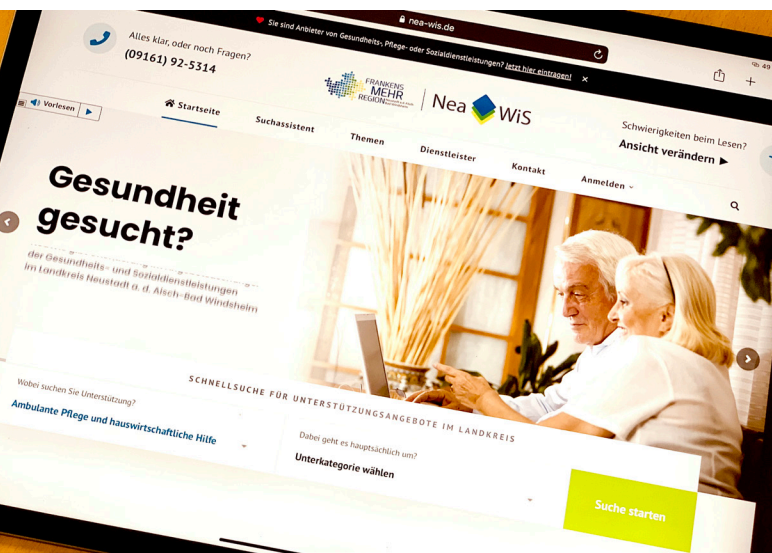 nea-wis.de
Sie sind Anbieter von Gesundheits-, Pflege- oder Sozialdienstleistungen? Jetzt hier eintragen! ×
49
Alles klar, oder noch Fragen?
(09161) 92-5314
FRANKENS
MEHR
REGION
Nea WiS
Schwierigkeiten beim Lesen?
Ansicht verändern ►
Vorlesen
Startseite
Suchassistent
Themen
Dienstleister
Kontakt
Anmelden
Gesundheit
gesucht?
der Gesundheits- und Sozialdienstleistungen
im Landkreis Neustadt a. d. Aisch-Bad Windsheim
SCHNELLSUCHE FÜR UNTERSTÜTZUNGSANGEBOTE IM LANDKREIS
Wobei suchen Sie Unterstützung?
Ambulante Pflege und hauswirtschaftliche Hilfe
Dabei geht es hauptsächlich um?
Unterkategorie wählen
Suche starten